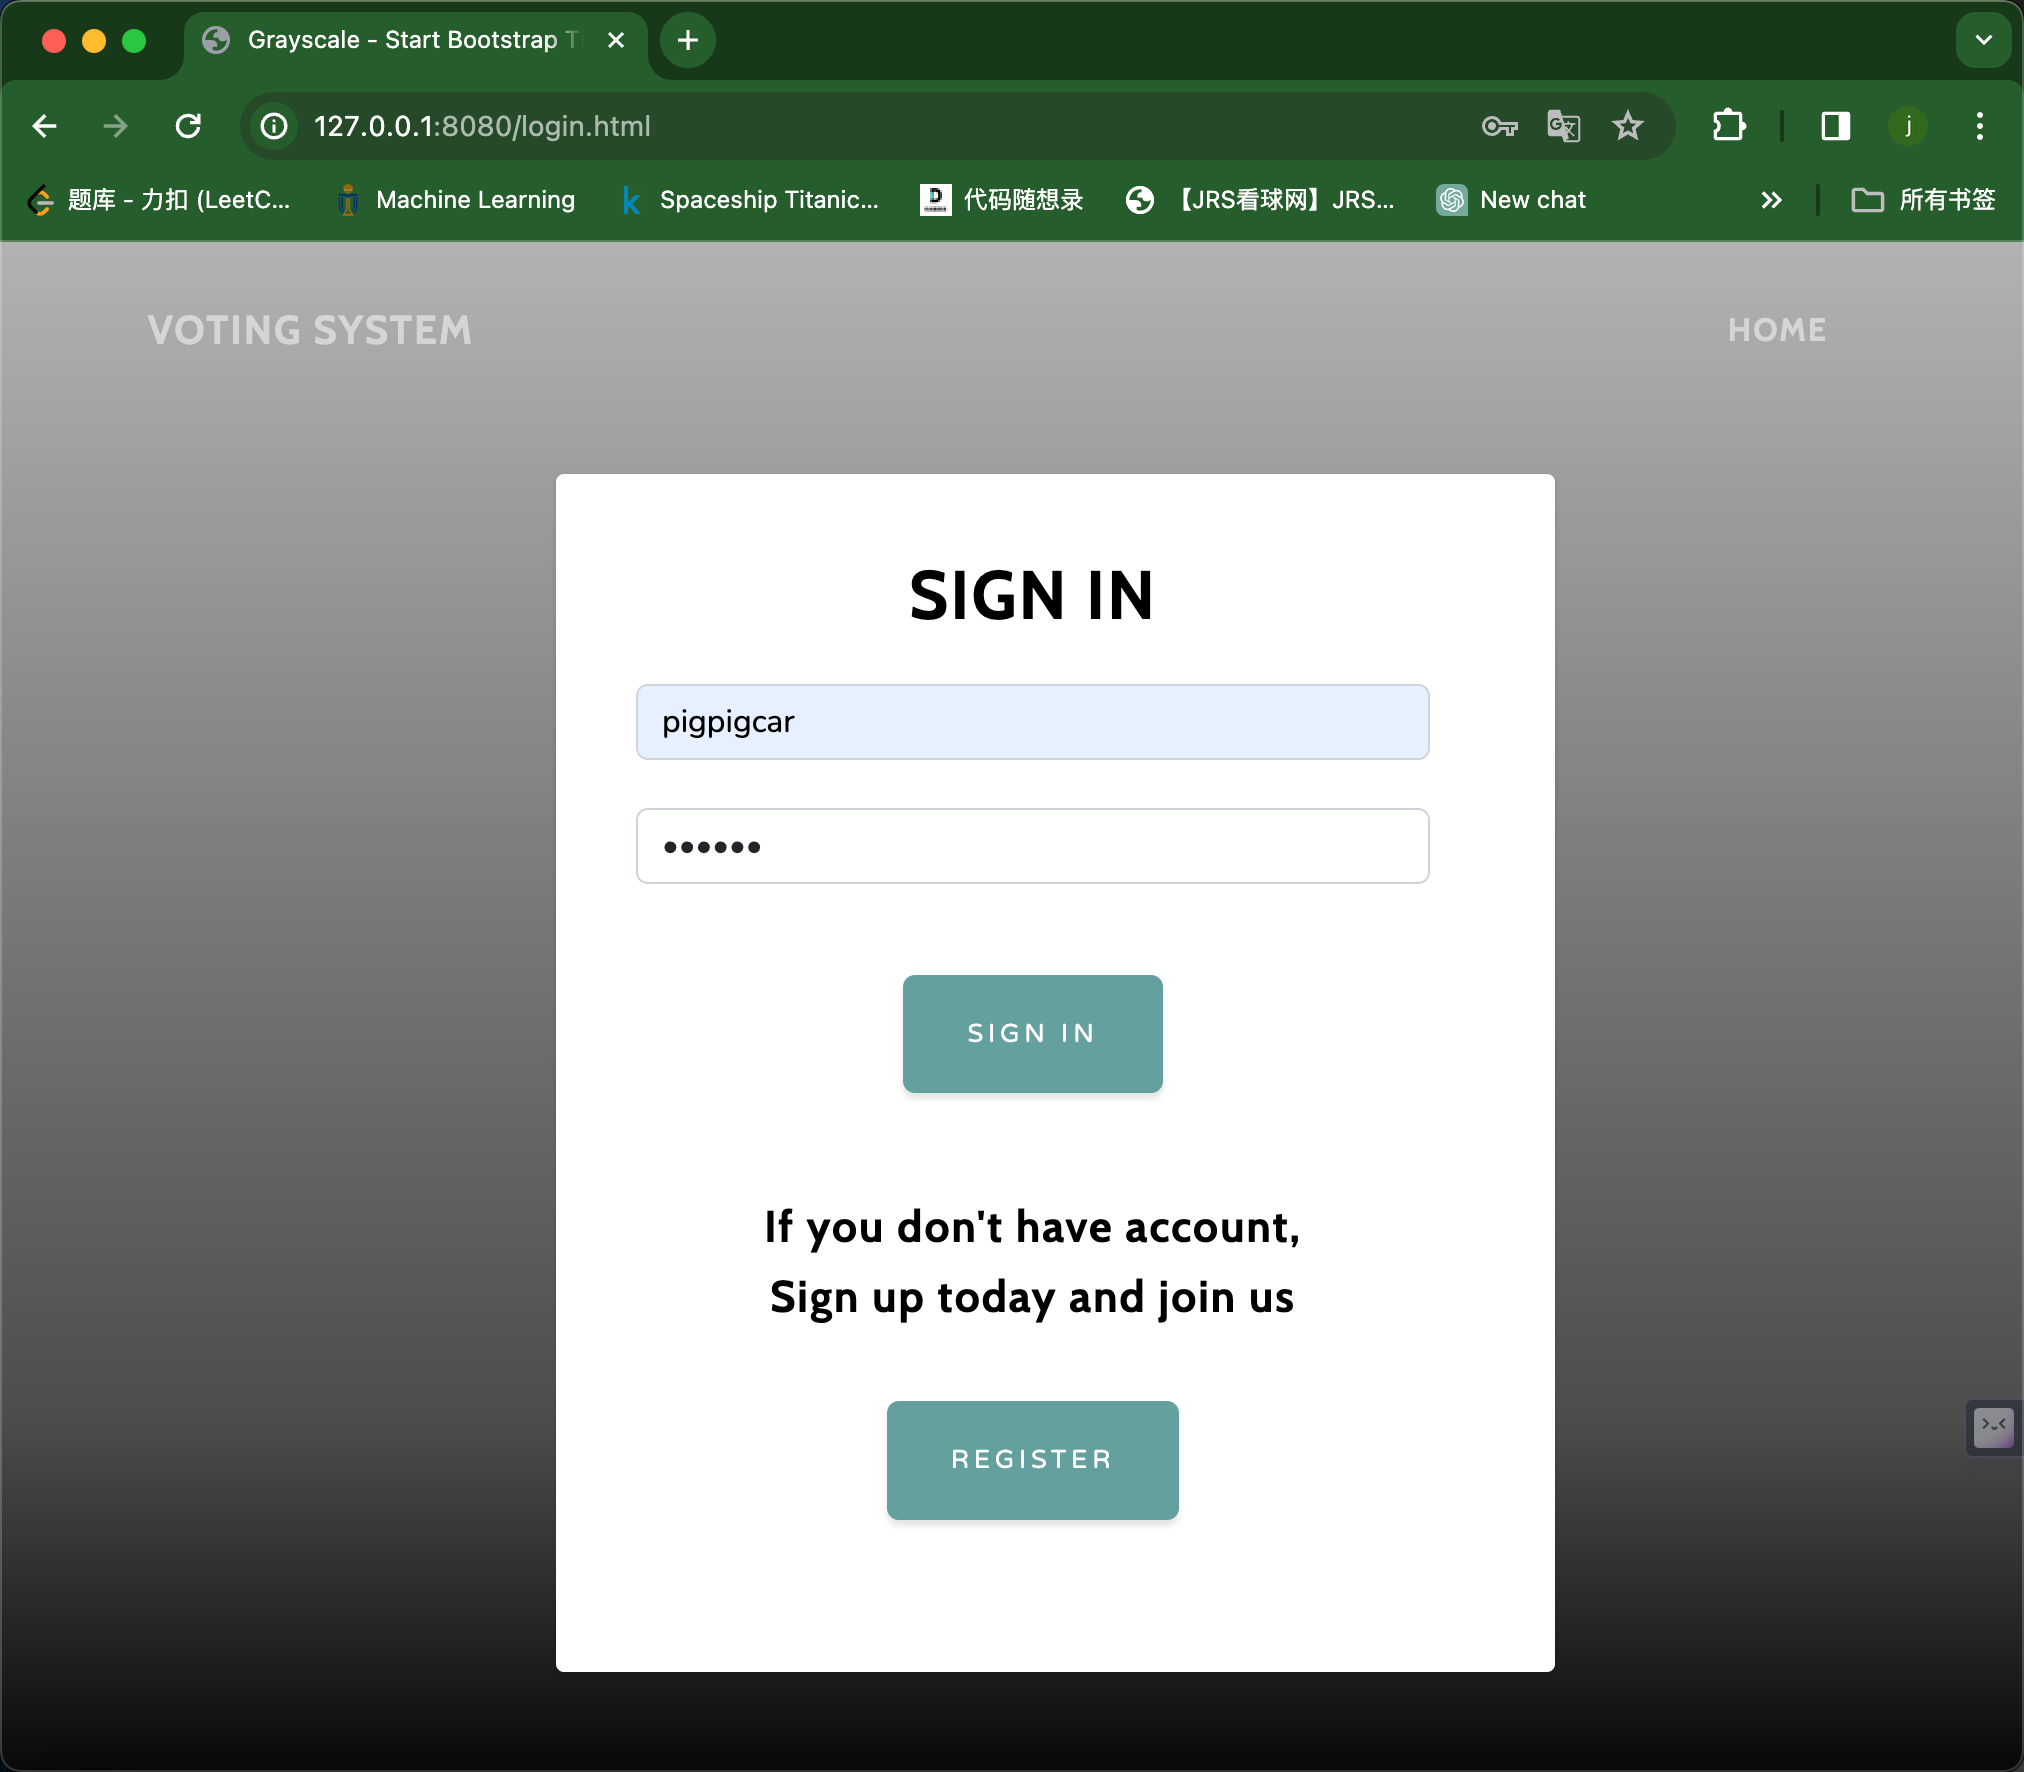 Grayscale - Start Bootstrap T
127.0.0.1:8080/login.html
j
题库 - 力扣 (LeetC...
Machine Learning
Spaceship Titanic...
代码随想录
【JRS看球网】JRS...
New chat
所有书签
VOTING SYSTEM
HOME
SIGN IN
pigpigcar
••••••
SIGN IN
If you don't have account,
Sign up today and join us
REGISTER